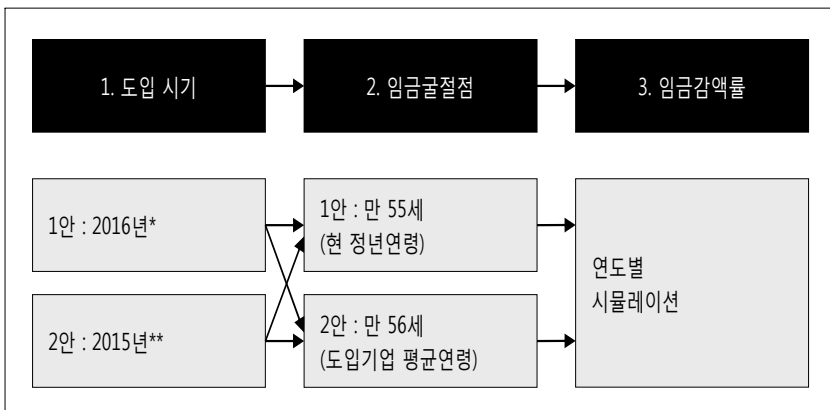 1. 도입 시기
2. 임금굴절점
3. 임금감액률
1안 : 2016년*
1안 : 만 55세
(현 정년연령)
연도별
시뮬레이션
2안 : 2015년**
2안 : 만 56세
(도입기업 평균연령)